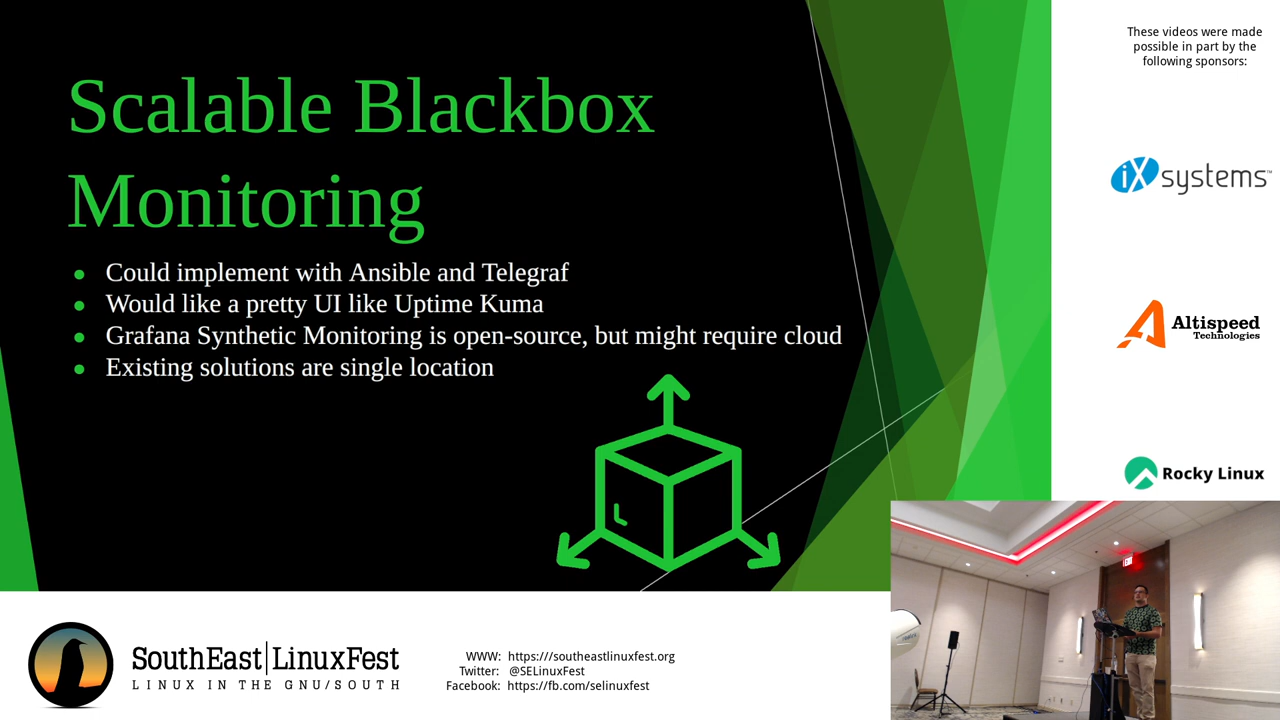 Scalable Blackbox
Monitoring
Could implement with Ansible and Telegraf
Would like a pretty UI like Uptime Kuma
Grafana Synthetic Monitoring is open-source, but might require cloud
Existing solutions are single location
These videos were made
possible in part by the
following sponsors:
iXsystems™
Altispeed
Technologies
Rocky Linux
SouthEast|LinuxFest
LINUX IN THE GNU/SOUTH
WWW: https:///southeastlinuxfest.org
Twitter: @SELinuxFest
Facebook: https://fb.com/selinuxfest
EXIT